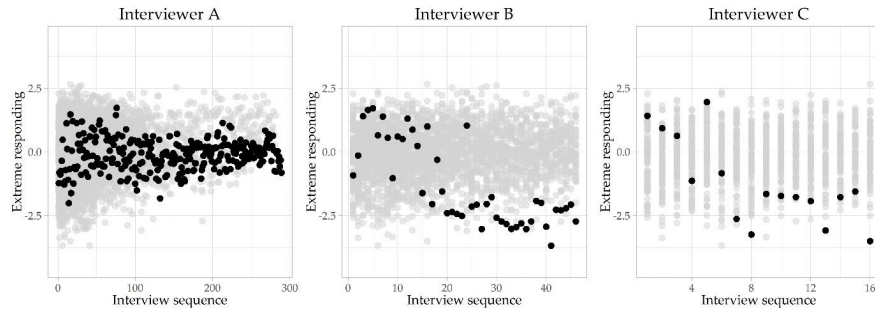 Interviewer A
Interviewer B
Interviewer C
Extreme responding
2.5
0.0
-2.5
0
100
200
300
Interview sequence
Extreme responding
2.5
0.0
-2.5
0
10
20
30
40
Interview sequence
Extreme responding
2.5
0.0
-2.5
4
8
12
16
Interview sequence